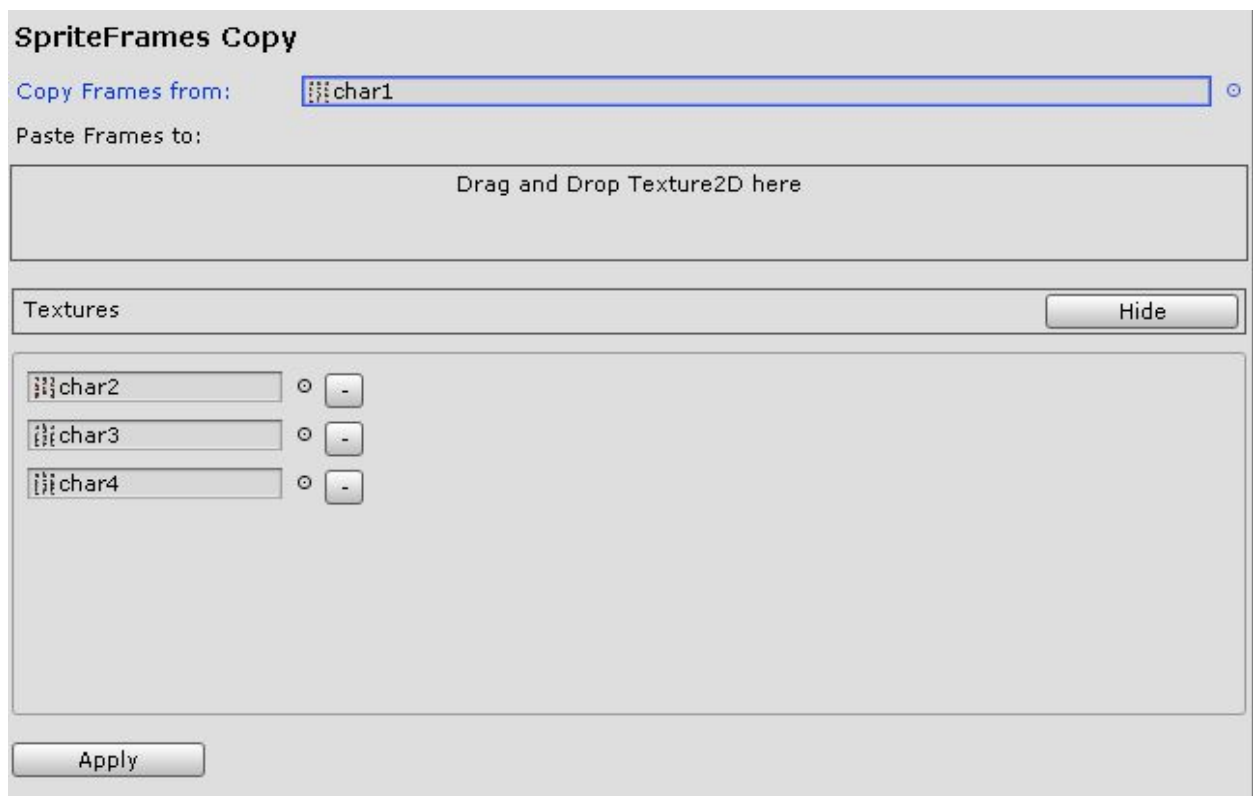 SpriteFrames Copy
Copy Frames from: char1
Paste Frames to:
Drag and Drop Texture2D here
Textures Hide
char2 -
char3 -
char4 -
Apply